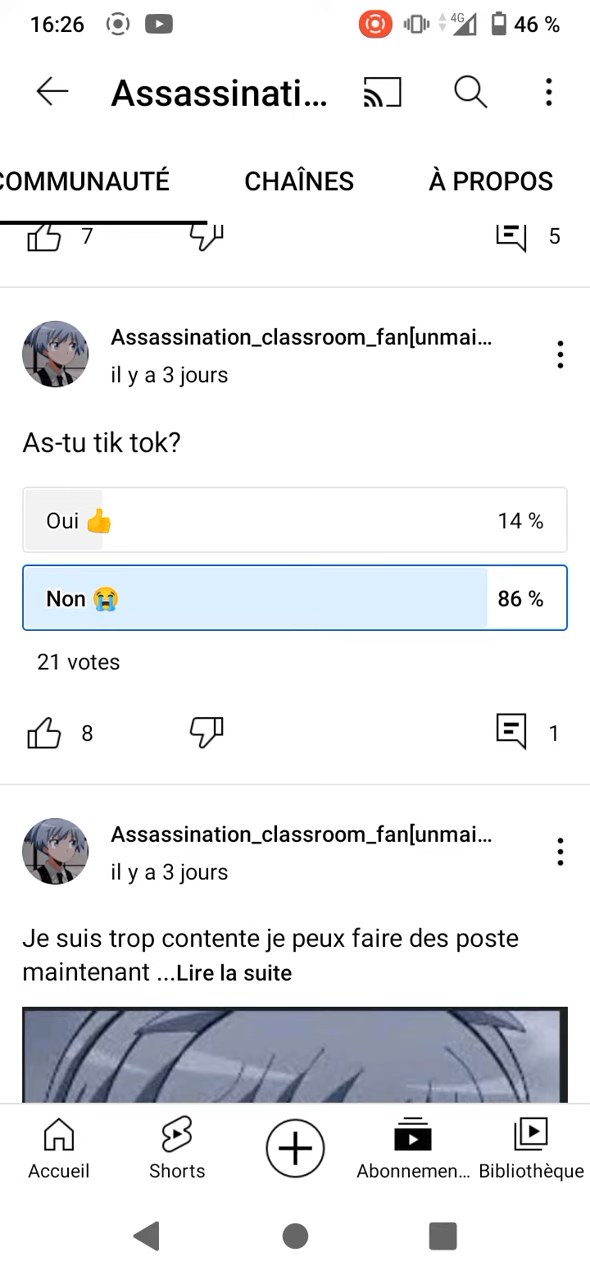 16:26 4G 46 %
Assassinati...
COMMUNAUTÉ CHAÎNES À PROPOS
7 5
Assassination_classroom_fan[unmai...
il y a 3 jours
As-tu tik tok?
Oui 👍 14 %
Non 😭 86 %
21 votes
8 1
Assassination_classroom_fan[unmai...
il y a 3 jours
Je suis trop contente je peux faire des poste
maintenant ...Lire la suite
Accueil Shorts Abonnemen... Bibliothèque